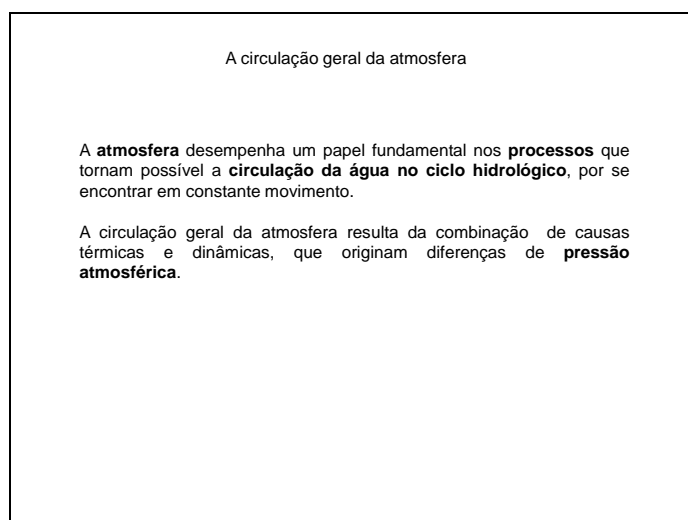 A circulação geral da atmosfera
A atmosfera desempenha um papel fundamental nos processos que
tornam possível a circulação da água no ciclo hidrológico, por se
encontrar em constante movimento.
A circulação geral da atmosfera resulta da combinação de causas
térmicas e dinâmicas, que originam diferenças de pressão
atmosférica.